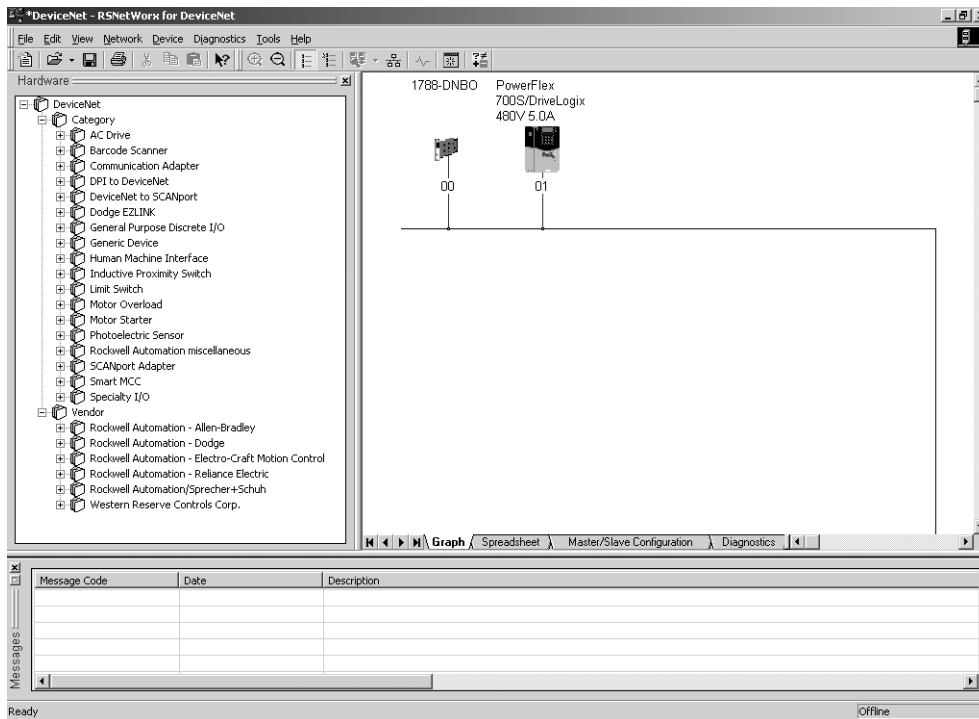 *DeviceNet - RSNetWorx for DeviceNet
File Edit View Network Device Diagnostics Tools Help
Hardware
DeviceNet
Category
AC Drive
Barcode Scanner
Communication Adapter
DPI to DeviceNet
DeviceNet to SCANport
Dodge EZLINK
General Purpose Discrete I/O
Generic Device
Human Machine Interface
Inductive Proximity Switch
Limit Switch
Motor Overload
Motor Starter
Photoelectric Sensor
Rockwell Automation miscellaneous
SCANport Adapter
Smart MCC
Specialty I/O
Vendor
Rockwell Automation - Allen-Bradley
Rockwell Automation - Dodge
Rockwell Automation - Electro-Craft Motion Control
Rockwell Automation - Reliance Electric
Rockwell Automation/Sprecher+Schuh
Western Reserve Controls Corp.
1788-DNBO
PowerFlex
700S/DriveLogix
480V 5.0A
00
01
Graph Spreadsheet Master/Slave Configuration Diagnostics
Messages
Message Code Date Description
Ready
Offline